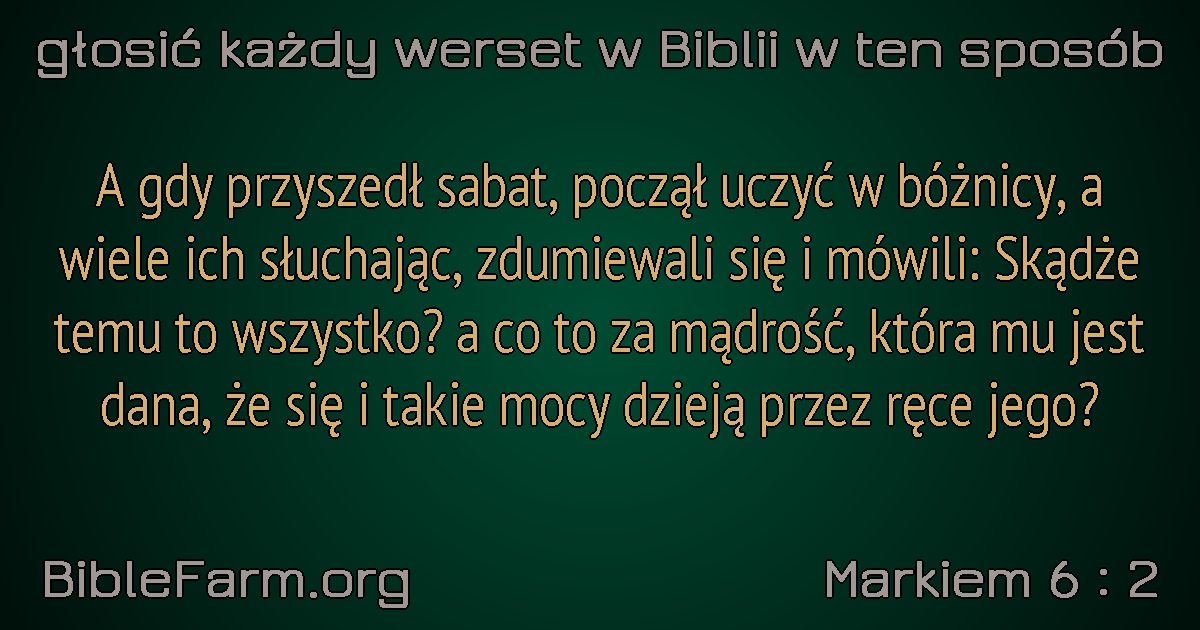 głosić każdy werset w Biblii w ten sposób
A gdy przyszedł sabat, począł uczyć w bóżnicy, a
wiele ich słuchając, zdumiewali się i mówili: Skądże
temu to wszystko? a co to za mądrość, która mu jest
dana, że się i takie mocy dzieją przez ręce jego?
BibleFarm.org
Markiem 6 : 2